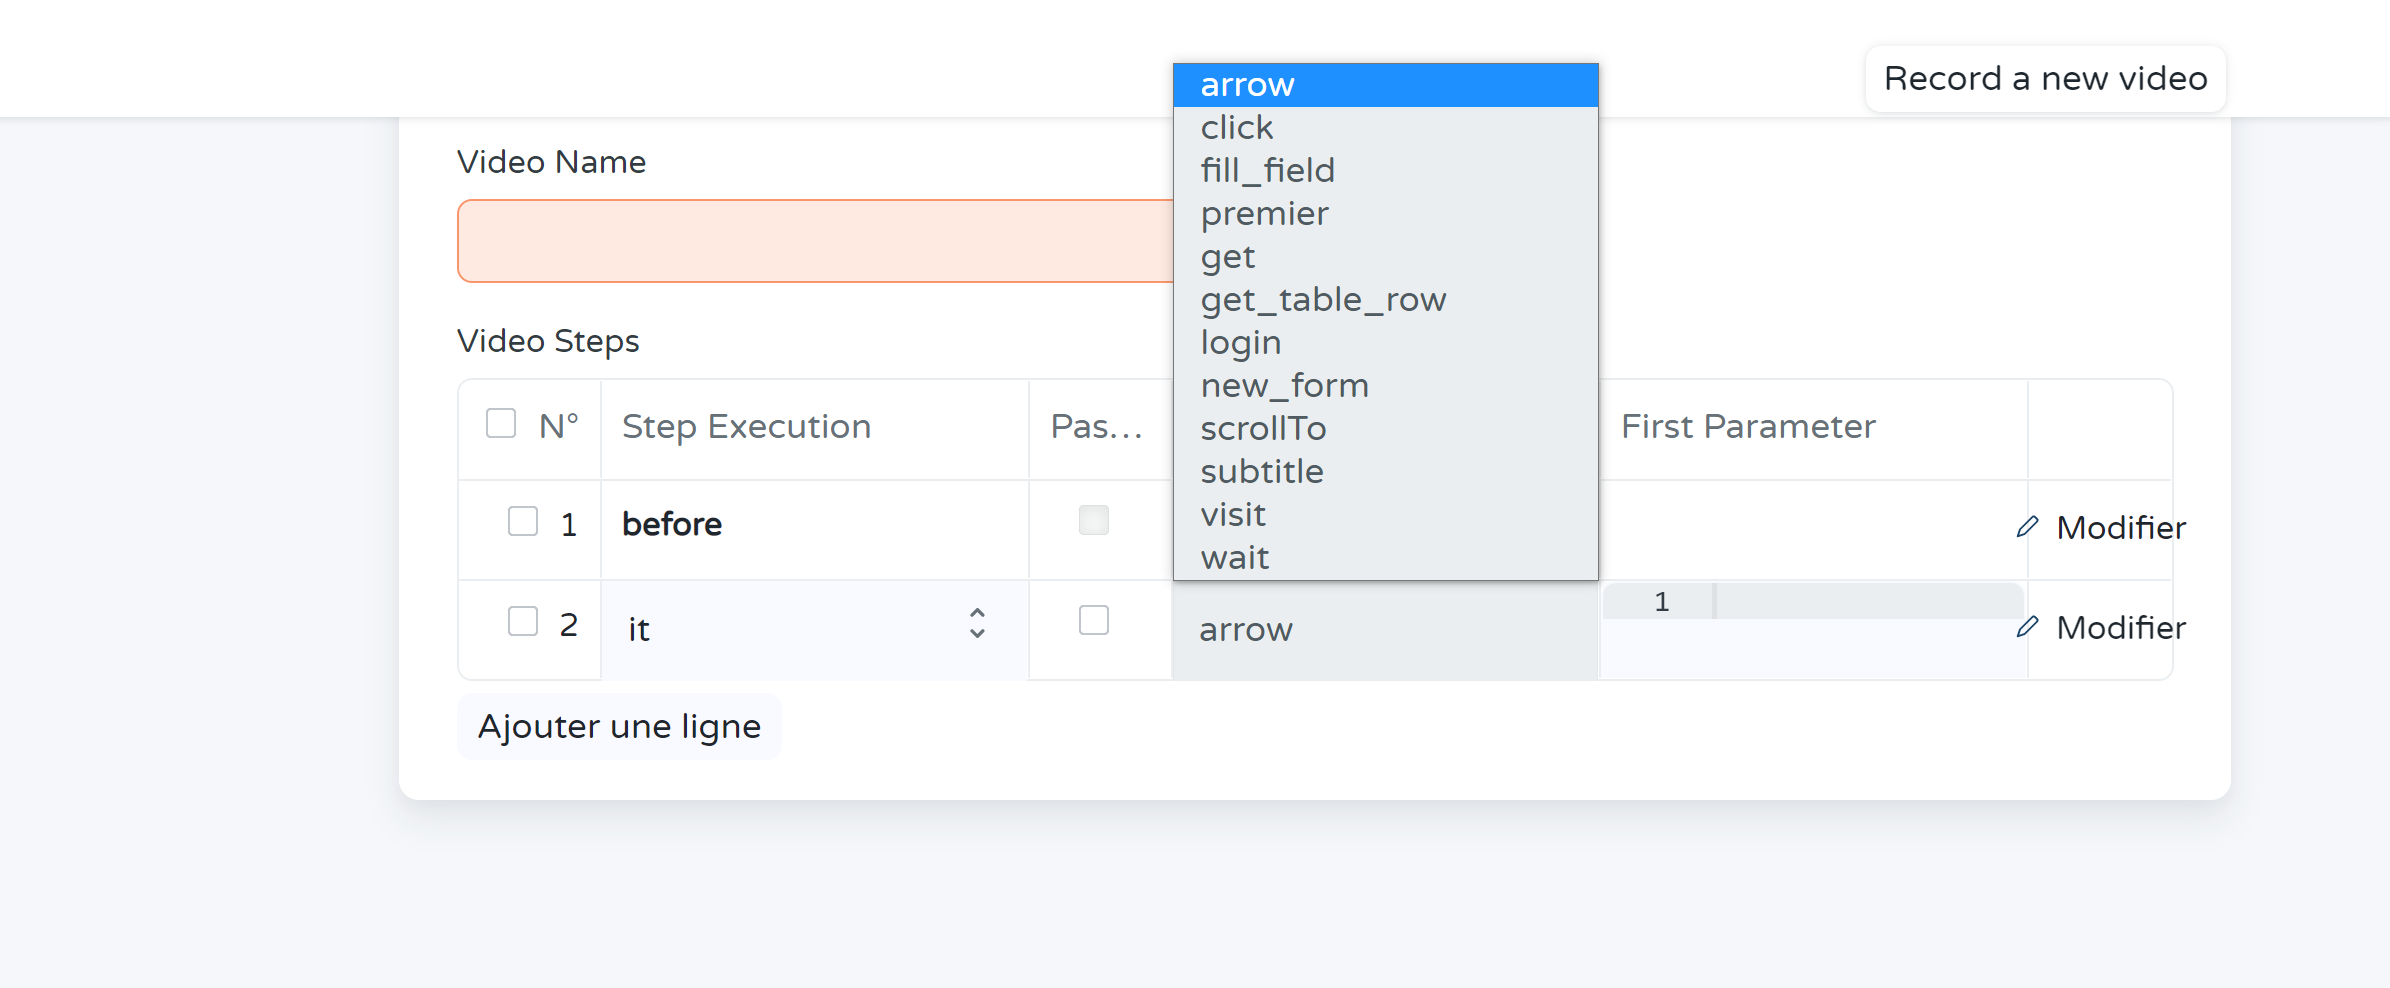 Record a new video
Video Name
Video Steps
arrow
click
fill_field
premier
get
get_table_row
login
new_form
scrollTo
subtitle
visit
wait
N° Step Execution Pas... First Parameter
1 before Modifier
2 it arrow 1 Modifier
Ajouter une ligne